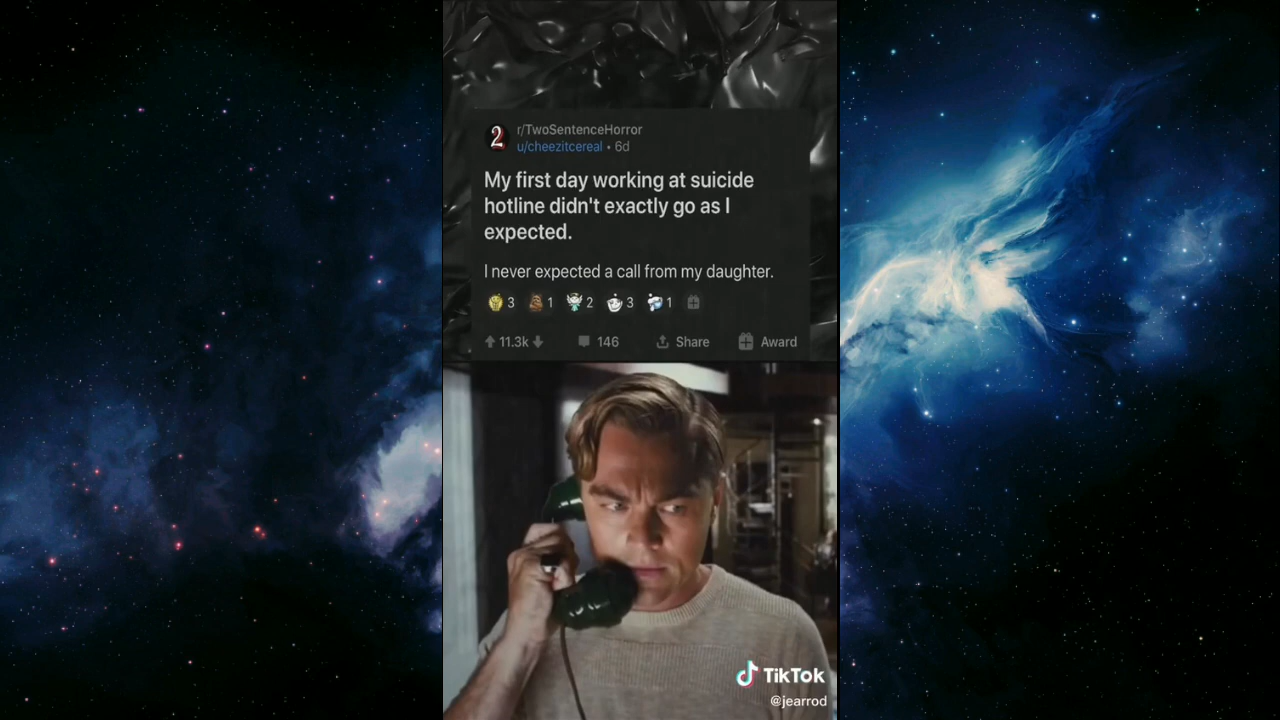 r/TwoSentenceHorror
u/cheezitcereal • 6d
My first day working at suicide
hotline didn't exactly go as I
expected.
I never expected a call from my daughter.
3 1 2 3 1
11.3k 146 Share Award
TikTok
@jearrod